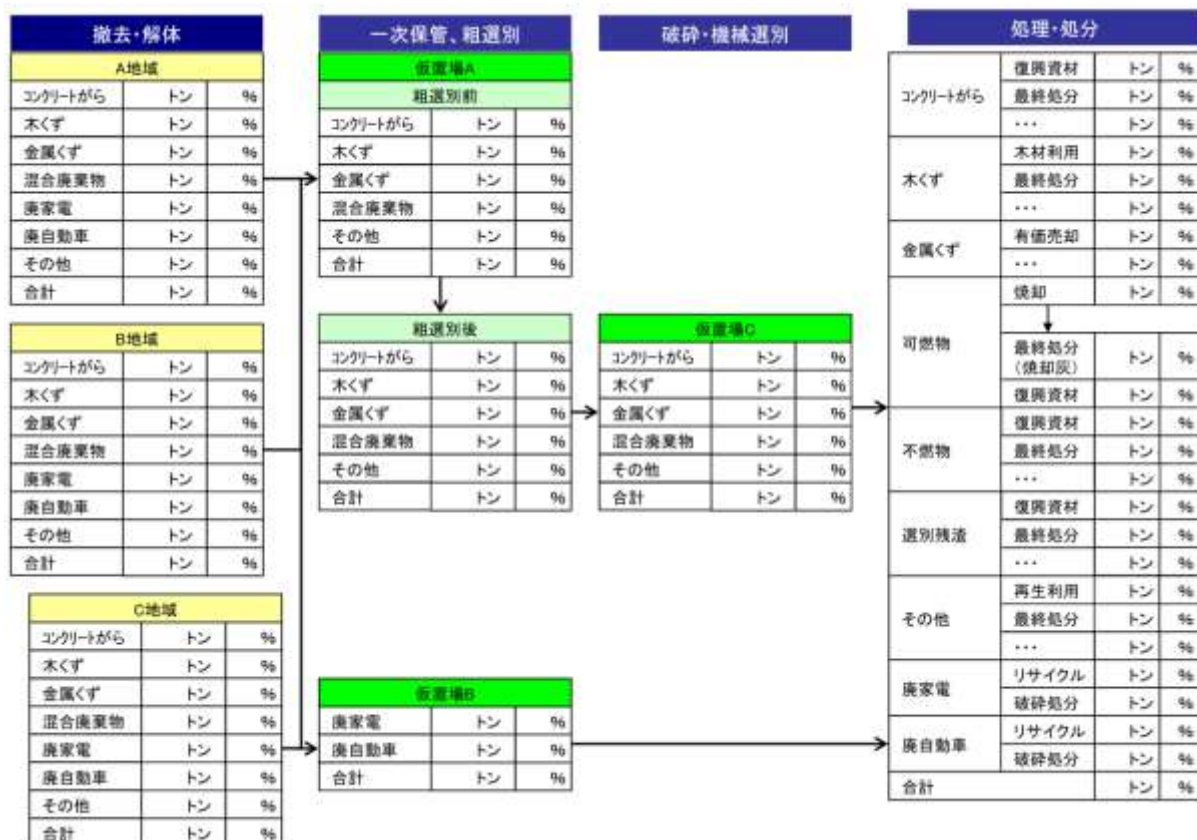 撤去・解体
A地域
コンクリートがら トン %
木くず トン %
金属くず トン %
混合廃棄物 トン %
廃家電 トン %
廃自動車 トン %
その他 トン %
合計 トン %
B地域
コンクリートがら トン %
木くず トン %
金属くず トン %
混合廃棄物 トン %
廃家電 トン %
廃自動車 トン %
その他 トン %
合計 トン %
C地域
コンクリートがら トン %
木くず トン %
金属くず トン %
混合廃棄物 トン %
廃家電 トン %
廃自動車 トン %
その他 トン %
合計 トン %
一次保管、粗選別
仮置場A
粗選別前
コンクリートがら トン %
木くず トン %
金属くず トン %
混合廃棄物 トン %
その他 トン %
合計 トン %
粗選別後
コンクリートがら トン %
木くず トン %
金属くず トン %
混合廃棄物 トン %
その他 トン %
合計 トン %
仮置場B
廃家電 トン %
廃自動車 トン %
合計 トン %
破砕・機械選別
仮置場C
コンクリートがら トン %
木くず トン %
金属くず トン %
混合廃棄物 トン %
その他 トン %
合計 トン %
処理・処分
コンクリートがら
復興資材 トン %
最終処分 トン %
・・・ トン %
木くず
木材利用 トン %
最終処分 トン %
・・・ トン %
金属くず
有価売却 トン %
・・・ トン %
可燃物
焼却 トン %
最終処分
（焼却灰） トン %
復興資材 トン %
不燃物
復興資材 トン %
最終処分 トン %
・・・ トン %
選別残渣
復興資材 トン %
最終処分 トン %
・・・ トン %
その他
再生利用 トン %
最終処分 トン %
・・・ トン %
廃家電
リサイクル トン %
破砕処分 トン %
廃自動車
リサイクル トン %
破砕処分 トン %
合計 トン %